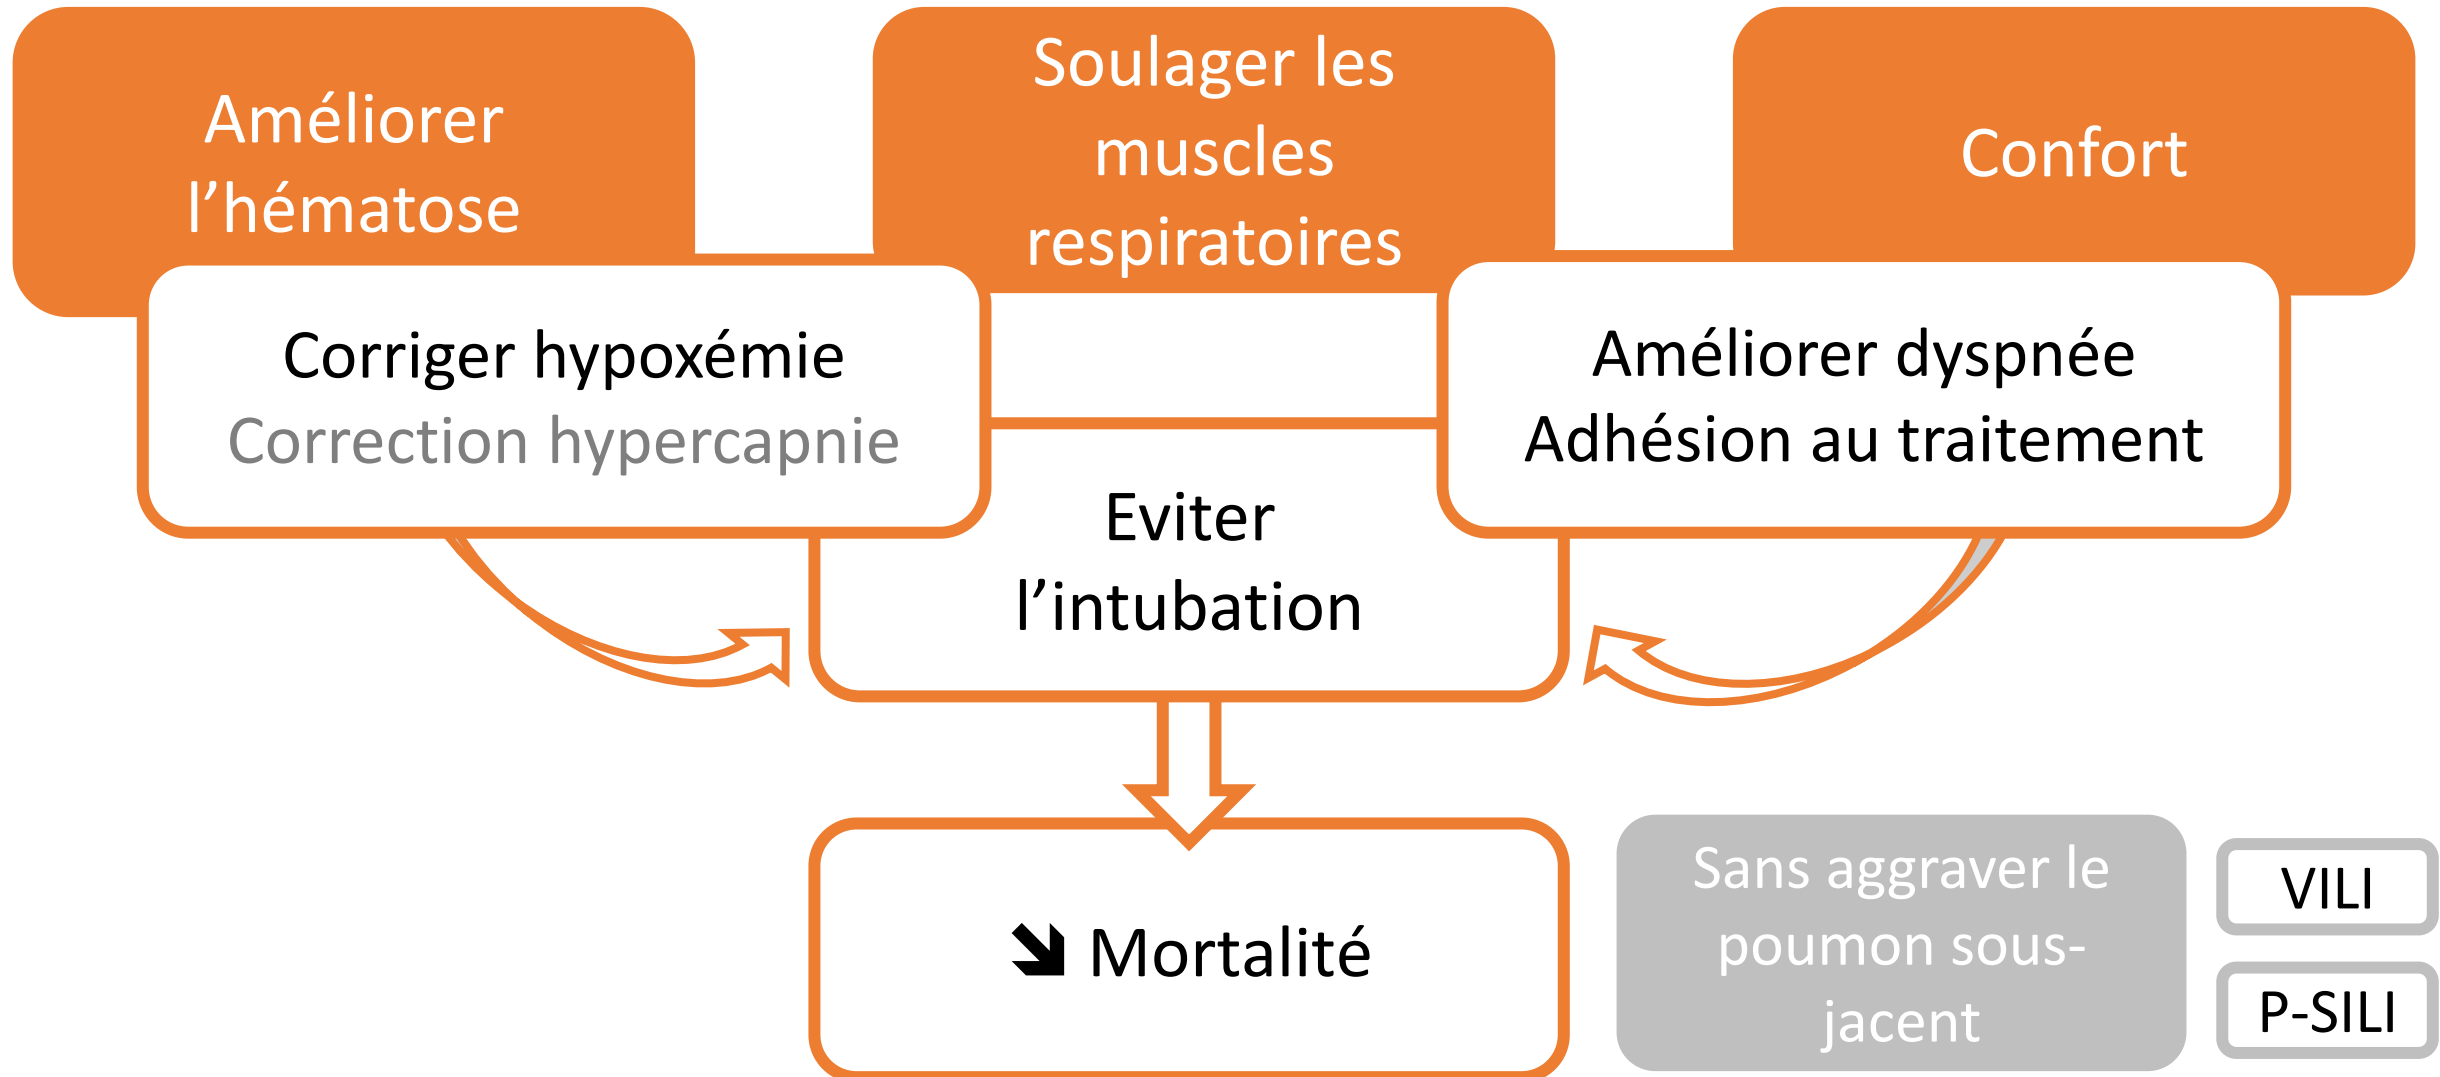 Améliorer
l’hématose
Soulager les
muscles
respiratoires
Confort
Corriger hypoxémie
Correction hypercapnie
Améliorer dyspnée
Adhésion au traitement
Eviter
l’intubation
🡮 Mortalité
Sans aggraver le
poumon sous-
jacent
VILI
P-SILI